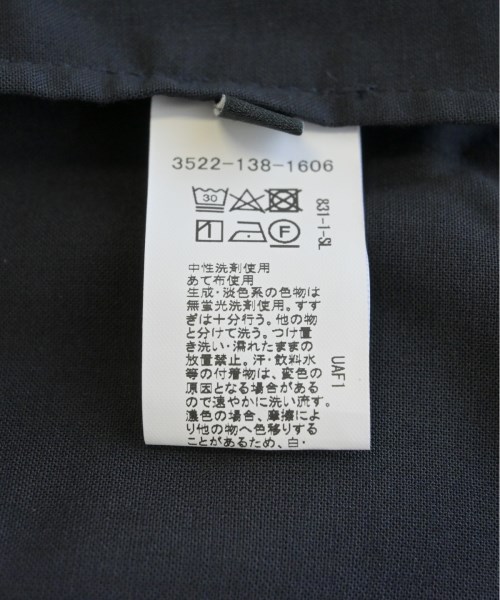 3522-138-1606
30
F
831-1-SL
中性洗剤使用
あて布使用
生成・淡色系の色物は
無蛍光洗剤使用。すす
ぎは十分行う。他の物
と分けて洗う。つけ置
き洗い・濡れたままの
放置禁止。汗・飲料水
等の付着物は、変色の
原因となる場合がある
ので速やかに洗い流す。
濃色の場合、摩擦によ
り他の物へ色移りする
ことがあるため、白・
UAF1